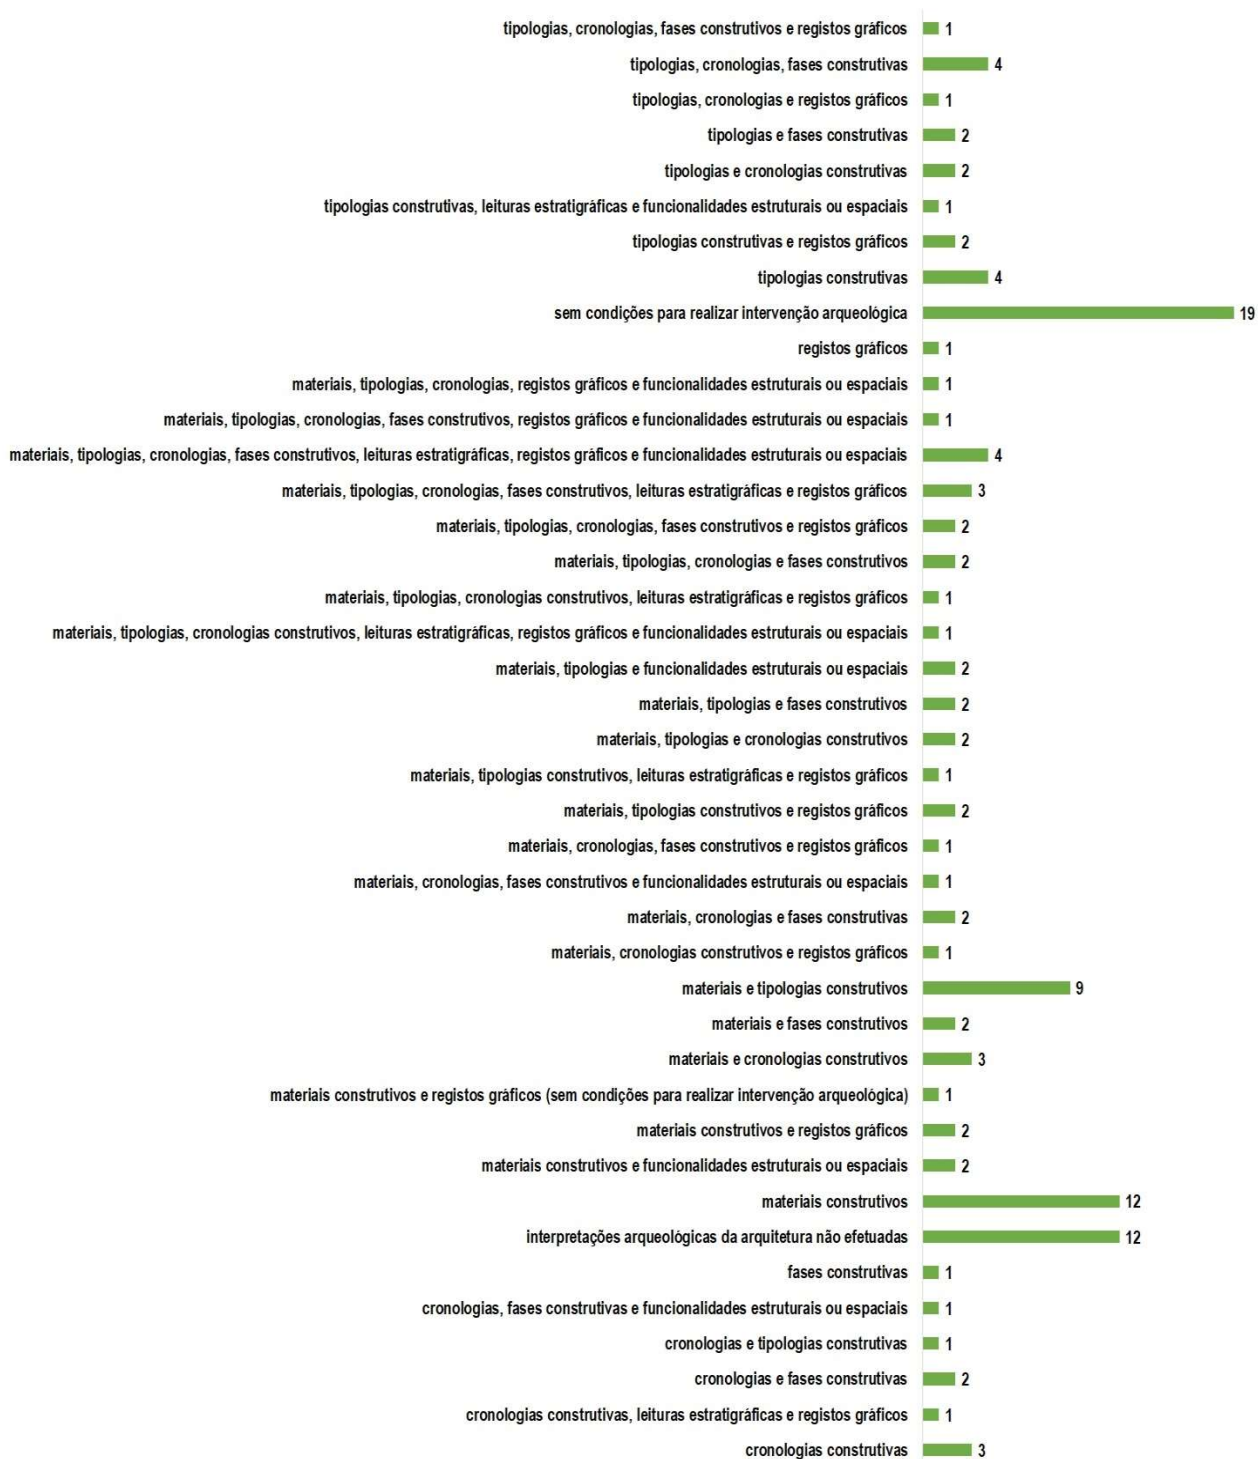 tipologias, cronologias, fases construtivos e registos gráficos 1
tipologias, cronologias, fases construtivas 4
tipologias, cronologias e registos gráficos 1
tipologias e fases construtivas 2
tipologias e cronologias construtivas 2
tipologias construtivas, leituras estratigráficas e funcionalidades estruturais ou espaciais 1
tipologias construtivas e registos gráficos 2
tipologias construtivas 4
sem condições para realizar intervenção arqueológica 19
registos gráficos 1
materiais, tipologias, cronologias, registos gráficos e funcionalidades estruturais ou espaciais 1
materiais, tipologias, cronologias, fases construtivos, registos gráficos e funcionalidades estruturais ou espaciais 1
materiais, tipologias, cronologias, fases construtivos, leituras estratigráficas, registos gráficos e funcionalidades estruturais ou espaciais 4
materiais, tipologias, cronologias, fases construtivos, leituras estratigráficas e registos gráficos 3
materiais, tipologias, cronologias, fases construtivos e registos gráficos 2
materiais, tipologias, cronologias e fases construtivos 2
materiais, tipologias, cronologias construtivos, leituras estratigráficas e registos gráficos 1
materiais, tipologias, cronologias construtivos, leituras estratigráficas, registos gráficos e funcionalidades estruturais ou espaciais 1
materiais, tipologias e funcionalidades estruturais ou espaciais 2
materiais, tipologias e fases construtivos 2
materiais, tipologias e cronologias construtivos 2
materiais, tipologias construtivos, leituras estratigráficas e registos gráficos 1
materiais, tipologias construtivos e registos gráficos 2
materiais, cronologias, fases construtivos e registos gráficos 1
materiais, cronologias, fases construtivos e funcionalidades estruturais ou espaciais 1
materiais, cronologias e fases construtivas 2
materiais, cronologias construtivos e registos gráficos 1
materiais e tipologias construtivos 9
materiais e fases construtivos 2
materiais e cronologias construtivos 3
materiais construtivos e registos gráficos (sem condições para realizar intervenção arqueológica) 1
materiais construtivos e registos gráficos 2
materiais construtivos e funcionalidades estruturais ou espaciais 2
materiais construtivos 12
interpretações arqueológicas da arquitetura não efetuadas 12
fases construtivas 1
cronologias, fases construtivas e funcionalidades estruturais ou espaciais 1
cronologias e tipologias construtivas 1
cronologias e fases construtivas 2
cronologias construtivas, leituras estratigráficas e registos gráficos 1
cronologias construtivas 3